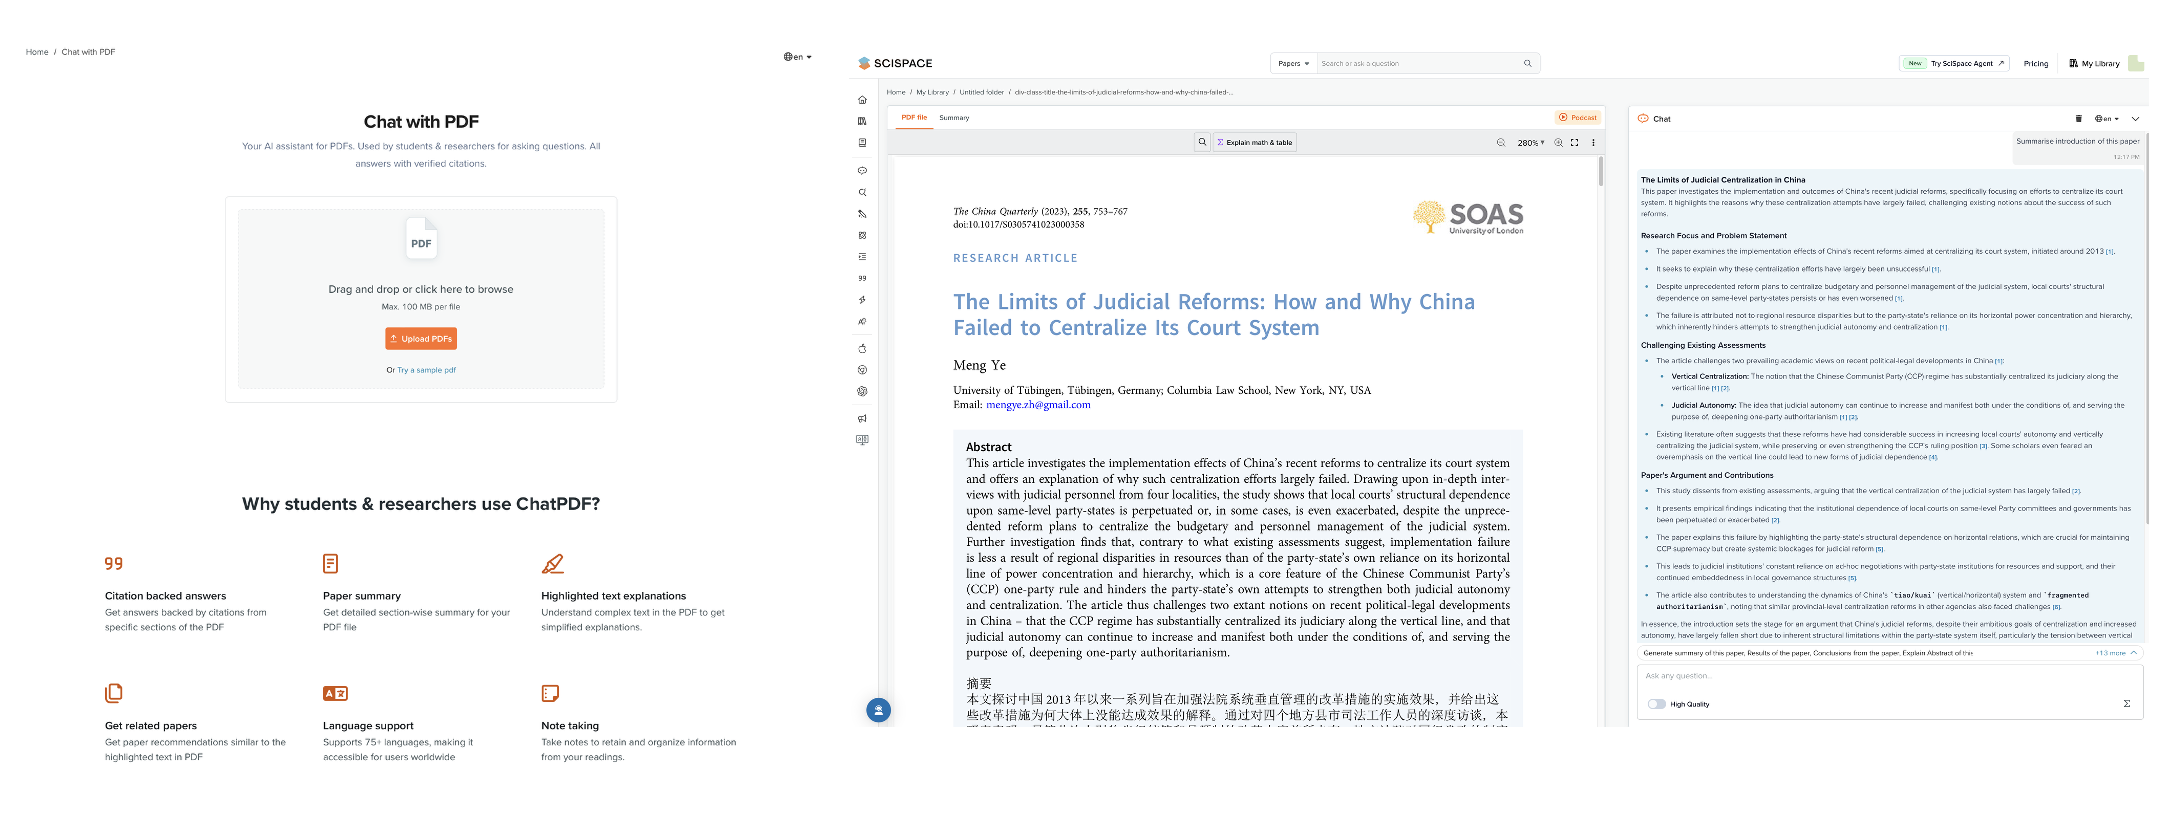 Home / Chat with PDF
en
Chat with PDF
Your AI assistant for PDFs. Used by students & researchers for asking questions. All
answers with verified citations.
PDF
Drag and drop or click here to browse
Max. 100 MB per file
Upload PDFs
Or Try a sample pdf
Why students & researchers use ChatPDF?
Citation backed answers
Get answers backed by citations from
specific sections of the PDF
Paper summary
Get detailed section-wise summary for your
PDF file
Highlighted text explanations
Understand complex text in the PDF to get
simplified explanations.
Get related papers
Get paper recommendations similar to the
highlighted text in PDF
Language support
Supports 75+ languages, making it
accessible for users worldwide
Note taking
Take notes to retain and organize information
from your readings.
SCISPACE
Papers
Search or ask a question
New Try SciSpace Agent
Pricing
My Library
Home / My Library / Untitled folder / div-class-title-the-limits-of-judicial-reforms-how-and-why-china-failed-...
PDF file
Summary
Podcast
Explain math & table
280%
The China Quarterly (2023), 255, 753–767
doi:10.1017/S0305741023000358
SOAS
University of London
RESEARCH ARTICLE
The Limits of Judicial Reforms: How and Why China
Failed to Centralize Its Court System
Meng Ye
University of Tübingen, Tübingen, Germany; Columbia Law School, New York, NY, USA
Email: mengye.zh@gmail.com
Abstract
This article investigates the implementation effects of China's recent reforms to centralize its court system
and offers an explanation of why such centralization efforts largely failed. Drawing upon in-depth inter-
views with judicial personnel from four localities, the study shows that local courts' structural dependence
upon same-level party-states is perpetuated or, in some cases, is even exacerbated, despite the unprece-
dented reform plans to centralize the budgetary and personnel management of the judicial system.
Further investigation finds that, contrary to what existing assessments suggest, implementation failure
is less a result of regional disparities in resources than of the party-state's own reliance on its horizontal
line of power concentration and hierarchy, which is a core feature of the Chinese Communist Party's
(CCP) one-party rule and hinders the party-state's own attempts to strengthen both judicial autonomy
and centralization. The article thus challenges two extant notions on recent political-legal developments
in China – that the CCP regime has substantially centralized its judiciary along the vertical line, and that
judicial autonomy can continue to increase and manifest both under the conditions of, and serving the
purpose of, deepening one-party authoritarianism.
摘要
本文探讨中国 2013 年以来一系列旨在加强法院系统垂直管理的改革措施的实施效果，并给出这
些改革措施为何大体上没能达成效果的解释。通过对四个地方县市司法工作人员的深度访谈，本
Chat
en
Summarise introduction of this paper
12:17 PM
The Limits of Judicial Centralization in China
This paper investigates the implementation and outcomes of China's recent judicial reforms, specifically focusing on efforts to centralize its court
system. It highlights the reasons why these centralization attempts have largely failed, challenging existing notions about the success of such
reforms.
Research Focus and Problem Statement
The paper examines the implementation effects of China's recent reforms aimed at centralizing its court system, initiated around 2013 [1].
It seeks to explain why these centralization efforts have largely been unsuccessful [1].
Despite unprecedented reform plans to centralize budgetary and personnel management of the judicial system, local courts' structural
dependence on same-level party-states persists or has even worsened [1].
The failure is attributed not to regional resource disparities but to the party-state's reliance on its horizontal power concentration and hierarchy,
which inherently hinders attempts to strengthen judicial autonomy and centralization [1].
Challenging Existing Assessments
The article challenges two prevailing academic views on recent political-legal developments in China [1]:
Vertical Centralization: The notion that the Chinese Communist Party (CCP) regime has substantially centralized its judiciary along the
vertical line [1] [2].
Judicial Autonomy: The idea that judicial autonomy can continue to increase and manifest both under the conditions of, and serving the
purpose of, deepening one-party authoritarianism [1] [2].
Existing literature often suggests that these reforms have had considerable success in increasing local courts' autonomy and vertically
centralizing the judicial system, while preserving or even strengthening the CCP's ruling position [3]. Some scholars even feared an
overemphasis on the vertical line could lead to new forms of judicial dependence [4].
Paper's Argument and Contributions
This study dissents from existing assessments, arguing that the vertical centralization of the judicial system has largely failed [2].
It presents empirical findings indicating that the institutional dependence of local courts on same-level Party committees and governments has
been perpetuated or exacerbated [2].
The paper explains this failure by highlighting the party-state's structural dependence on horizontal relations, which are crucial for maintaining
CCP supremacy but create systemic blockages for judicial reform [5].
This leads to judicial institutions' constant reliance on ad-hoc negotiations with party-state institutions for resources and support, and their
continued embeddedness in local governance structures [5].
The article also contributes to understanding the dynamics of China's `tiao/kuai` (vertical/horizontal) system and `fragmented
authoritarianism`, noting that similar provincial-level centralization reforms in other agencies also faced challenges [6].
In essence, the introduction sets the stage for an argument that China's judicial reforms, despite their ambitious goals of centralization and increased
autonomy, have largely fallen short due to inherent structural limitations within the party-state system itself, particularly the tension between vertical
Generate summary of this paper, Results of the paper, Conclusions from the paper, Explain Abstract of this
+13 more
Ask any question...
High Quality